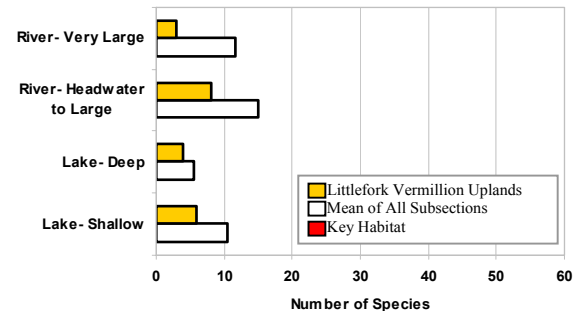 River- Very Large
River- Headwater
to Large
Lake- Deep
Lake- Shallow
Littlefork Vermillion Uplands
Mean of All Subsections
Key Habitat
0 10 20 30 40 50 60
Number of Species